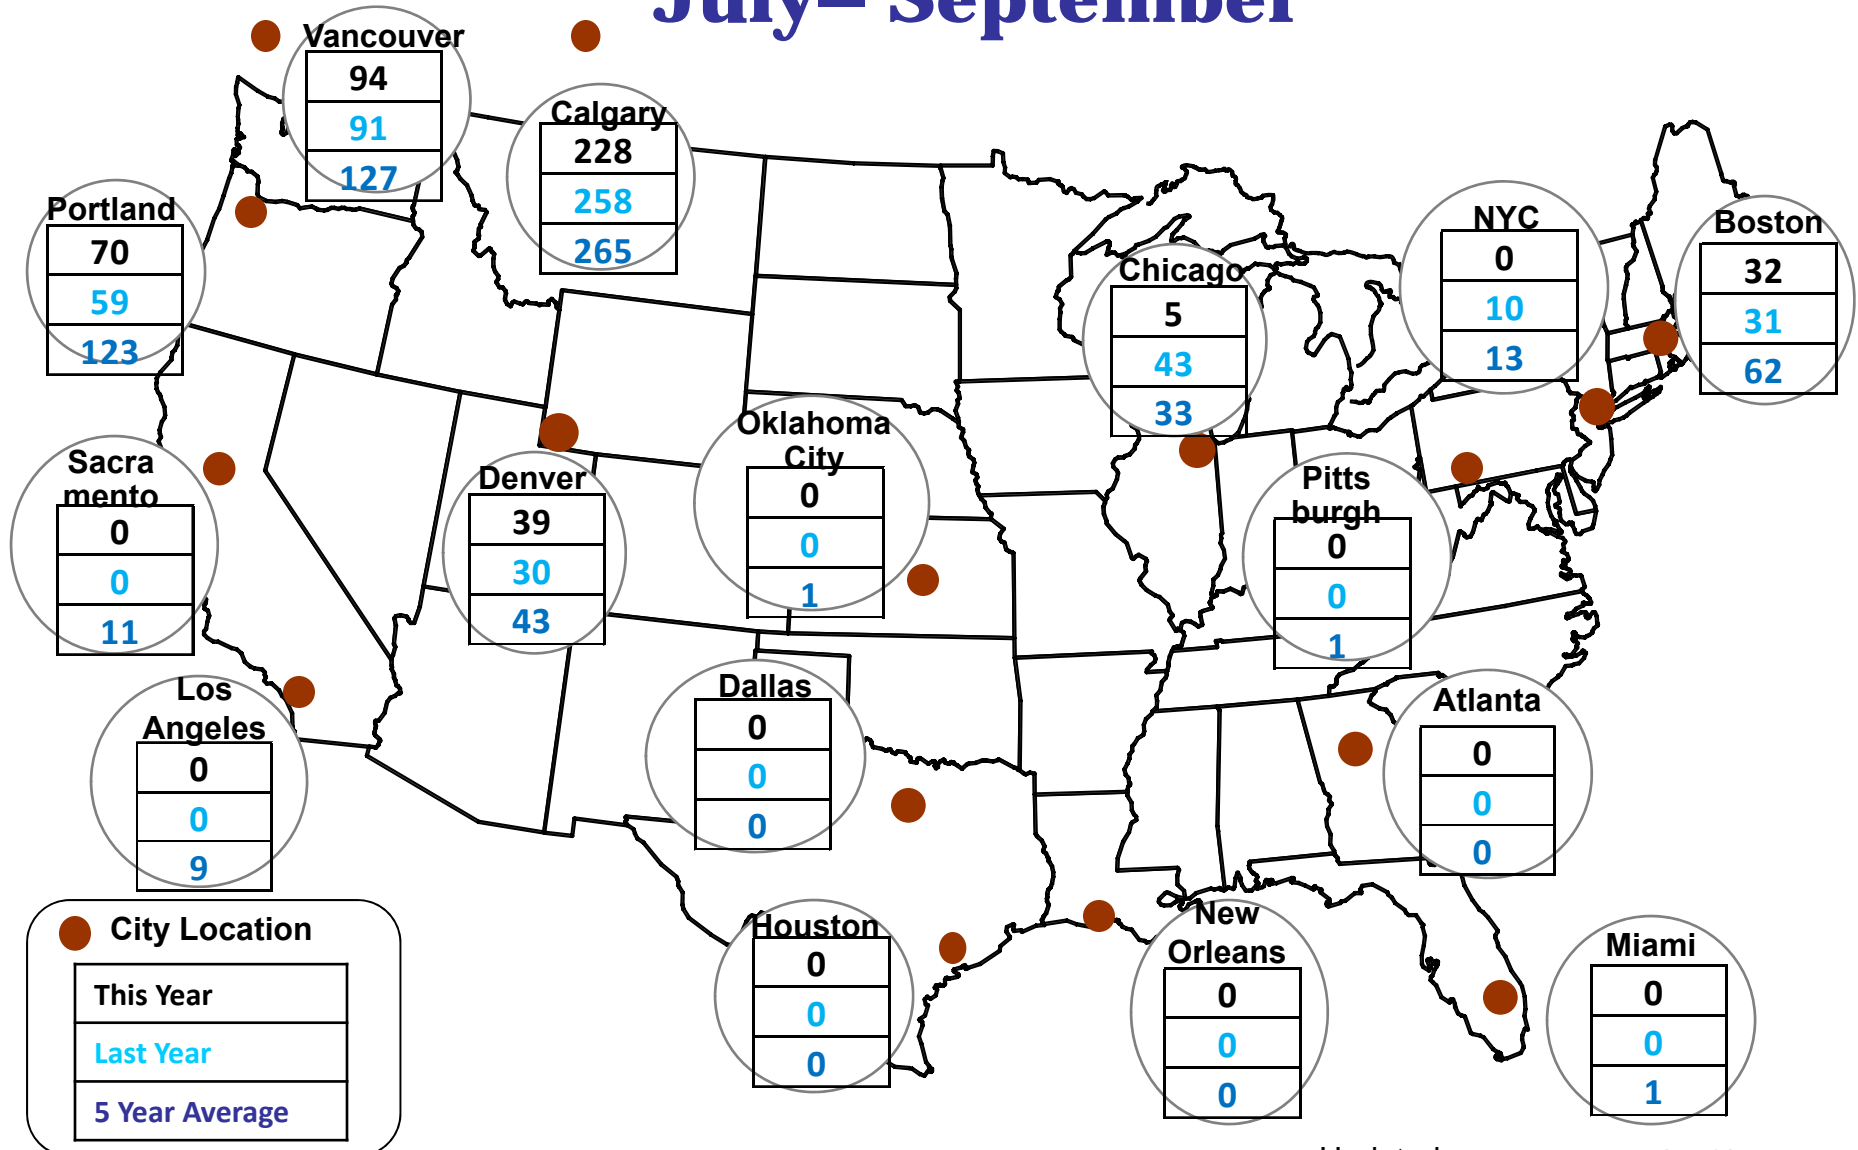 July– September
Vancouver
94
91
127
Calgary
228
258
265
Portland
70
59
123
NYC
0
10
13
Boston
32
31
62
Chicago
5
43
33
Oklahoma
City
0
0
1
Sacra
mento
0
0
11
Denver
39
30
43
Pitts
burgh
0
0
1
Los
Angeles
0
0
9
Dallas
0
0
0
Atlanta
0
0
0
Houston
0
0
0
New
Orleans
0
0
0
Miami
0
0
1
City Location
This Year
Last Year
5 Year Average